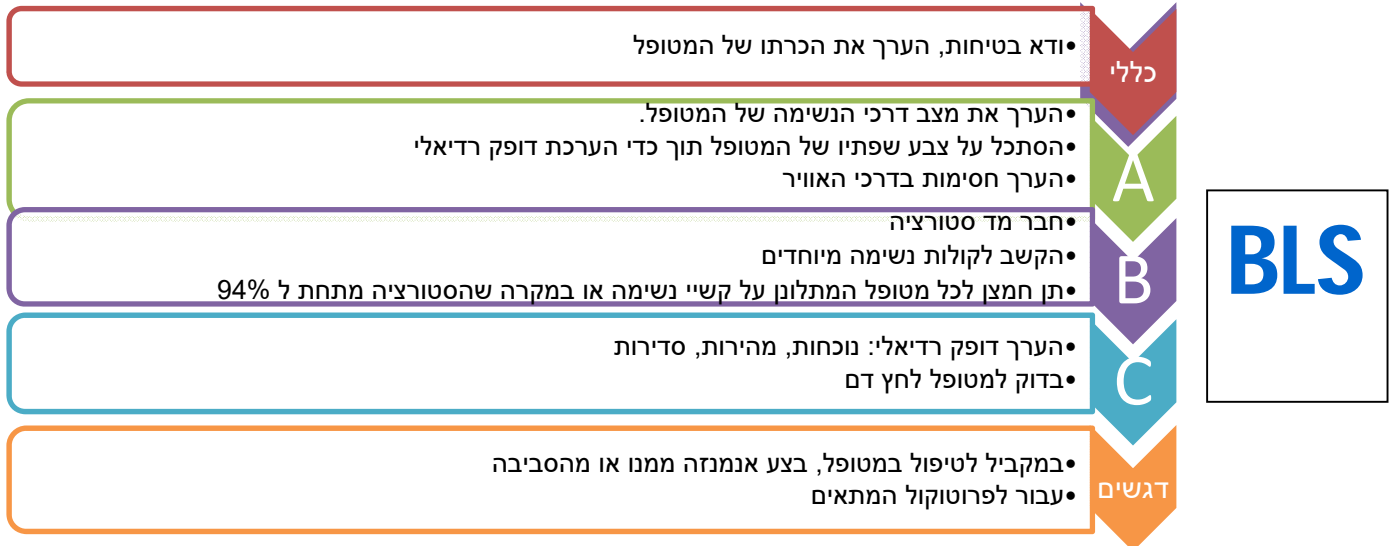 כללי
•ודא בטיחות, הערך את הכרתו של המטופל
A
•הערך את מצב דרכי הנשימה של המטופל.
•הסתכל על צבע שפתיו של המטופל תוך כדי הערכת דופק רדיאלי
•הערך חסימות בדרכי האוויר
B
•חבר מד סטורציה
•הקשב לקולות נשימה מיוחדים
•תן חמצן לכל מטופל המתלונן על קשיי נשימה או במקרה שהסטורציה מתחת ל 94%
C
•הערך דופק רדיאלי: נוכחות, מהירות, סדירות
•בדוק למטופל לחץ דם
דגשים
•במקביל לטיפול במטופל, בצע אנמנזה ממנו או מהסביבה
•עבור לפרוטוקול המתאים
BLS